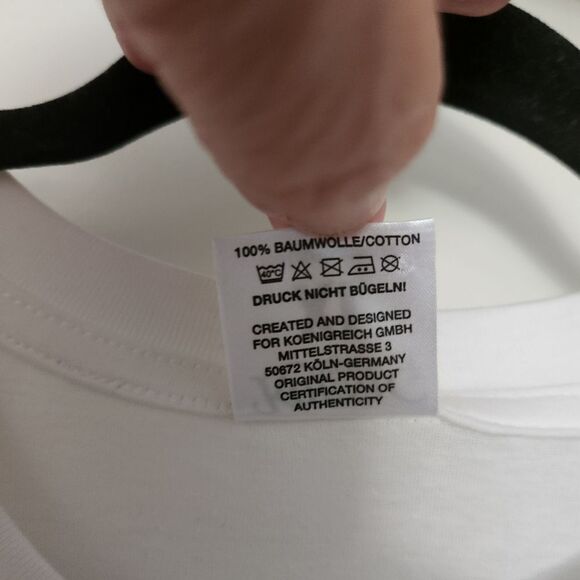 100% BAUMWOLLE/COTTON
40°C
DRUCK NICHT BÜGELN!
CREATED AND DESIGNED
FOR KOENIGREICH GMBH
MITTELSTRASSE 3
50672 KÖLN-GERMANY
ORIGINAL PRODUCT
CERTIFICATION OF
AUTHENTICITY